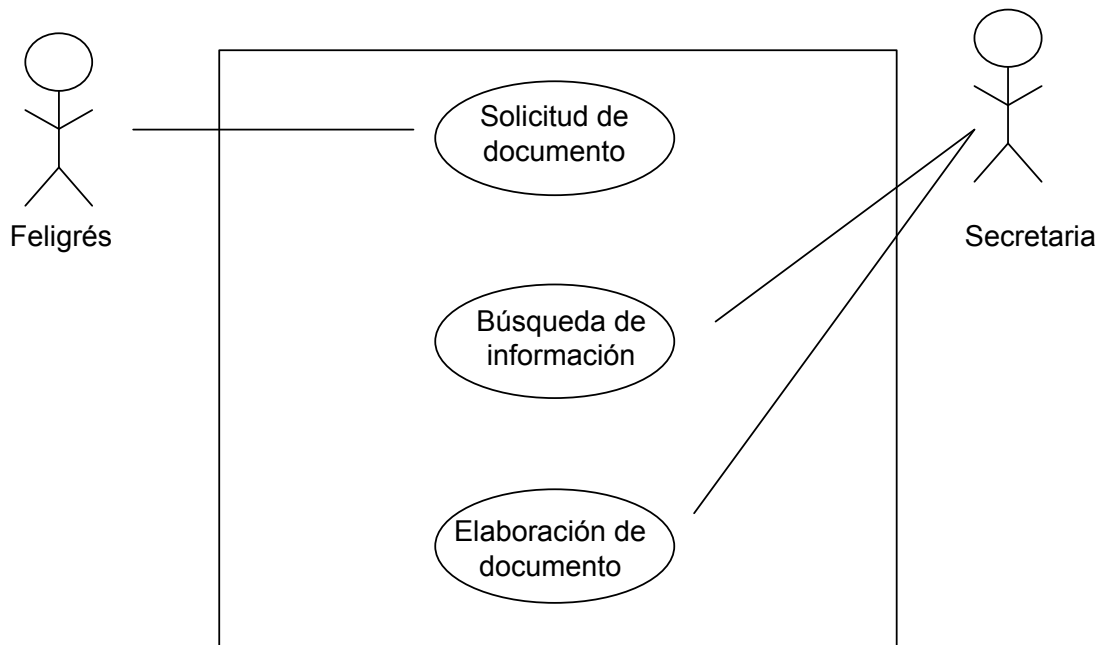 Solicitud de
documento
Feligrés
Secretaria
Búsqueda de
información
Elaboración de
documento